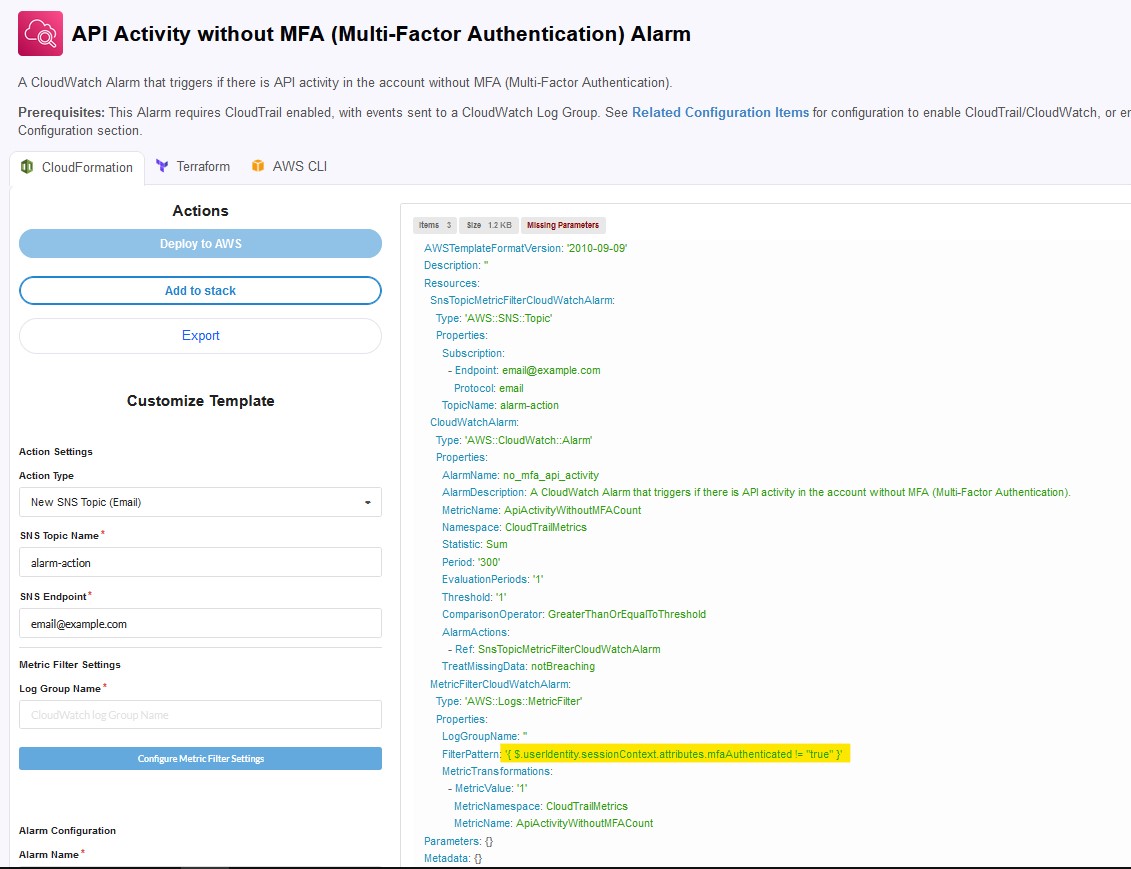 API Activity without MFA (Multi-Factor Authentication) Alarm
A CloudWatch Alarm that triggers if there is API activity in the account without MFA (Multi-Factor Authentication).
Prerequisites: This Alarm requires CloudTrail enabled, with events sent to a CloudWatch Log Group. See Related Configuration Items for configuration to enable CloudTrail/CloudWatch, or er
Configuration section.
CloudFormation Terraform AWS CLI
Actions
Deploy to AWS
Add to stack
Export
Customize Template
Action Settings
Action Type
New SNS Topic (Email)
SNS Topic Name*
alarm-action
SNS Endpoint*
email@example.com
Metric Filter Settings
Log Group Name*
CloudWatch log Group Name
Configure Metric Filter Settings
Alarm Configuration
Alarm Name*
Items 3 Size 1.2 KB Missing Parameters
AWSTemplateFormatVersion: '2010-09-09'
Description: ''
Resources:
SnsTopicMetricFilterCloudWatchAlarm:
Type: 'AWS::SNS::Topic'
Properties:
Subscription:
- Endpoint: email@example.com
Protocol: email
TopicName: alarm-action
CloudWatchAlarm:
Type: 'AWS::CloudWatch::Alarm'
Properties:
AlarmName: no_mfa_api_activity
AlarmDescription: A CloudWatch Alarm that triggers if there is API activity in the account without MFA (Multi-Factor Authentication).
MetricName: ApiActivityWithoutMFACount
Namespace: CloudTrailMetrics
Statistic: Sum
Period: '300'
EvaluationPeriods: '1'
Threshold: '1'
ComparisonOperator: GreaterThanOrEqualToThreshold
AlarmActions:
- Ref: SnsTopicMetricFilterCloudWatchAlarm
TreatMissingData: notBreaching
MetricFilterCloudWatchAlarm:
Type: 'AWS::Logs::MetricFilter'
Properties:
LogGroupName: ''
FilterPattern: '{ $.userIdentity.sessionContext.attributes.mfaAuthenticated != "true" }'
MetricTransformations:
- MetricValue: '1'
MetricNamespace: CloudTrailMetrics
MetricName: ApiActivityWithoutMFACount
Parameters: {}
Metadata: {}